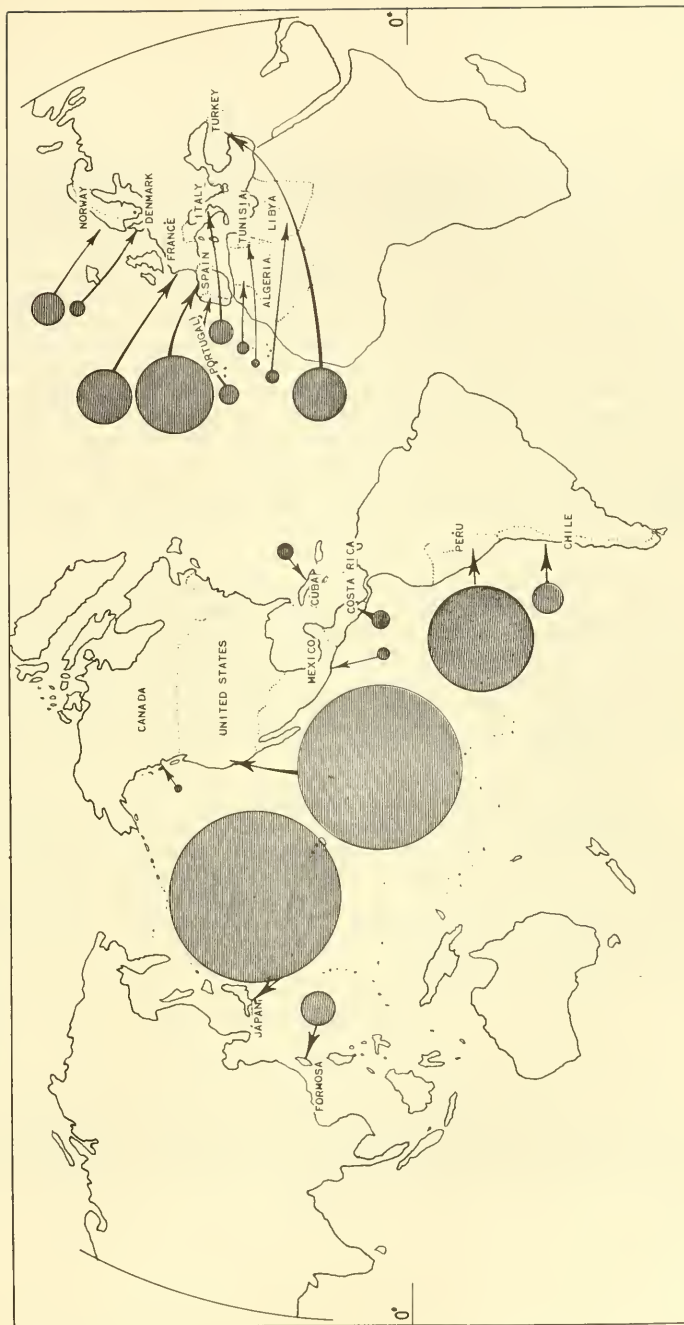 NORWAY
DENMARK
FRANCE
ITALY
TURKEY
SPAIN
PORTUGAL
TUNISIA
ALGERIA
LIBYA
0°
CANADA
UNITED STATES
MEXICO
CUBA
COSTA RICA
PERU
CHILE
JAPAN
FORMOSA
0°